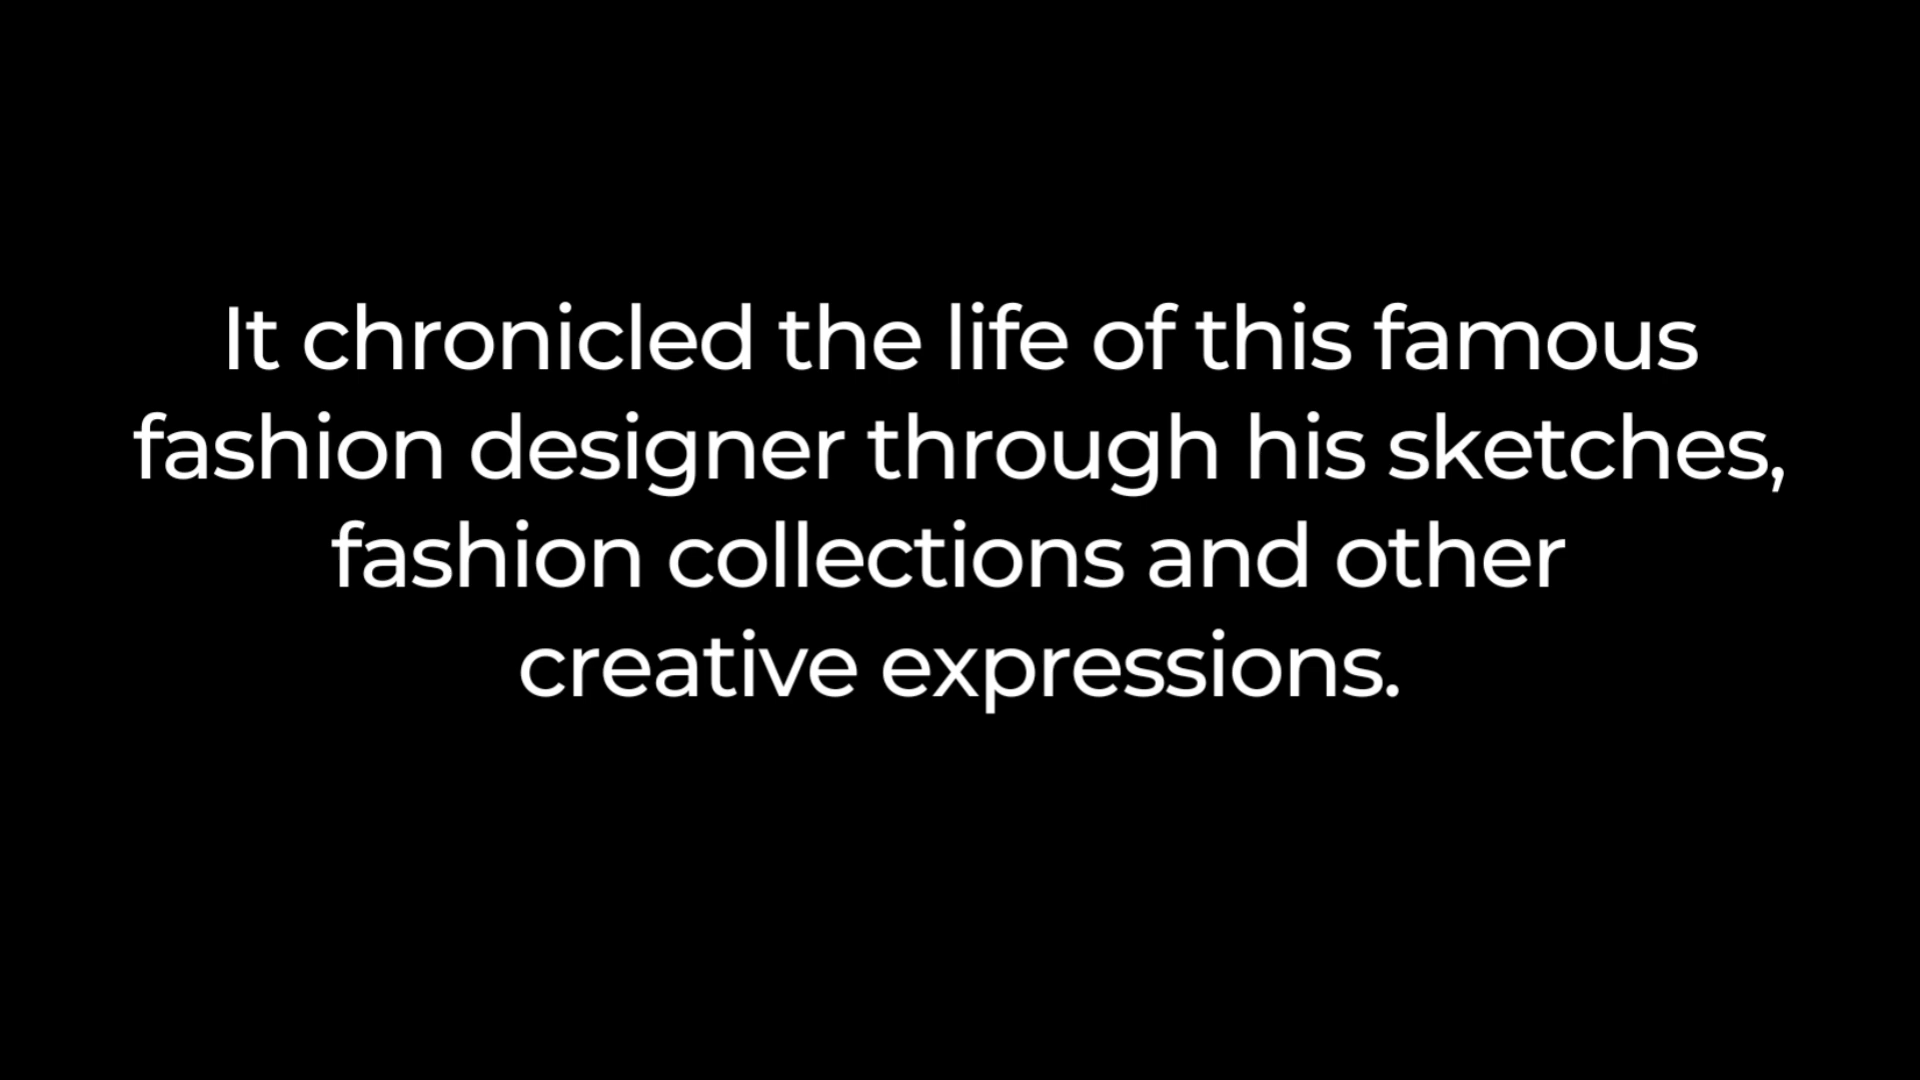 It chronicled the life of this famous
fashion designer through his sketches,
fashion collections and other
creative expressions.